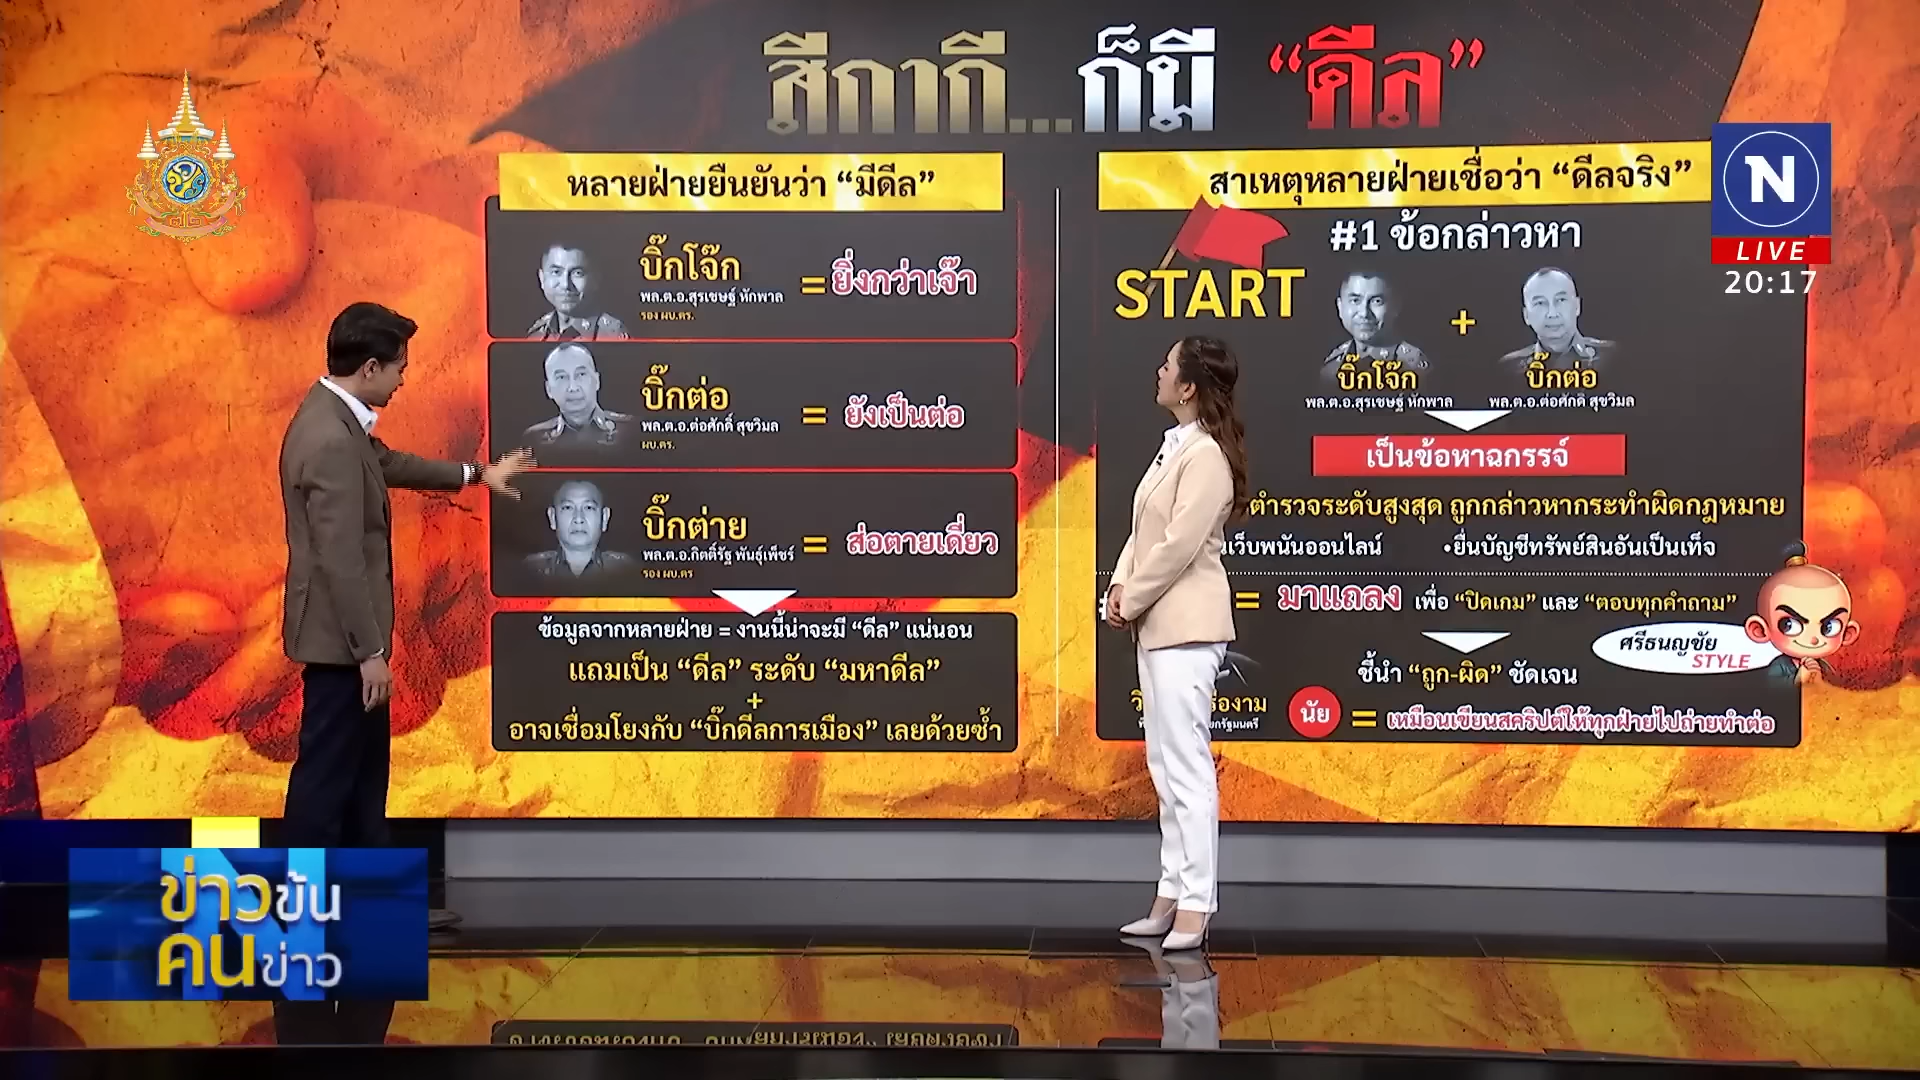 สีกากี...ก็มี “ดีล”
หลายฝ่ายยืนยันว่า “มีดีล”
บิ๊กโจ๊ก
พล.ต.อ.สุรเชษฐ์ หักพาล
รอง ผบ.ตร.
= ยิ่งกว่าเจ๊า
บิ๊กต่อ
พล.ต.อ.ต่อศักดิ์ สุขวิมล
ผบ.ตร.
= ยังเป็นต่อ
บิ๊กต่าย
พล.ต.อ.กิตติ์รัฐ พันธุ์เพ็ชร์
รอง ผบ.ตร
= ส่อตายเดี่ยว
ข้อมูลจากหลายฝ่าย = งานนี้น่าจะมี “ดีล” แน่นอน
แถมเป็น “ดีล” ระดับ “มหาดีล”
+
อาจเชื่อมโยงกับ “บิ๊กดีลการเมือง” เลยด้วยซ้ำ
สาเหตุหลายฝ่ายเชื่อว่า “ดีลจริง”
#1 ข้อกล่าวหา
START
บิ๊กโจ๊ก + บิ๊กต่อ
พล.ต.อ.สุรเชษฐ์ หักพาล พล.ต.อ.ต่อศักดิ์ สุขวิมล
เป็นข้อหาฉกรรจ์
ตำรวจระดับสูงสุด ถูกกล่าวหากระทำผิดกฎหมาย
เว็บพนันออนไลน์ •ยื่นบัญชีทรัพย์สินอันเป็นเท็จ
= มาแถลง เพื่อ “ปิดเกม” และ “ตอบทุกคำถาม”
ศรีธนญชัย
STYLE
ชี้นำ “ถูก-ผิด” ชัดเจน
นัย = เหมือนเขียนสคริปต์ให้ทุกฝ่ายไปถ่ายทำต่อ
N
LIVE
20:17
ข่าวข้น
คนข่าว